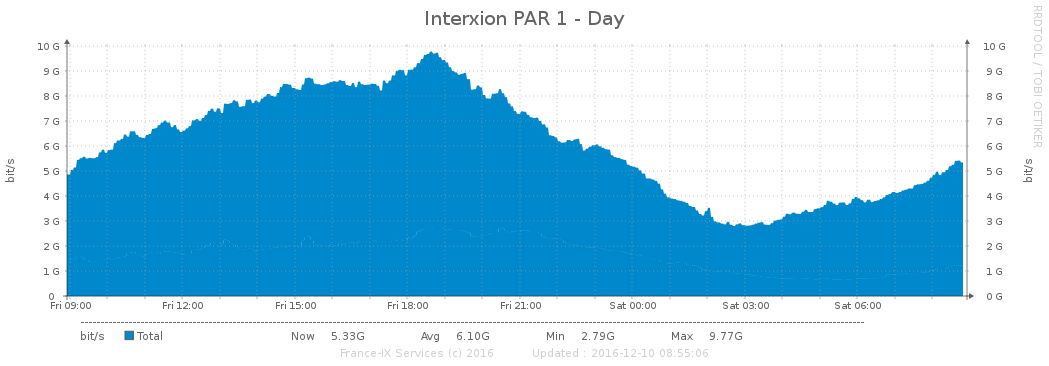 Interxion PAR 1 - Day
RRDTOOL / TOBI OETIKER
10 G 10 G
9 G 9 G
8 G 8 G
7 G 7 G
6 G 6 G
5 G 5 G
4 G 4 G
3 G 3 G
2 G 2 G
1 G 1 G
0 0 G
bit/s
bit/s
Fri 09:00 Fri 12:00 Fri 15:00 Fri 18:00 Fri 21:00 Sat 00:00 Sat 03:00 Sat 06:00
bit/s Total Now 5.33G Avg 6.10G Min 2.79G Max 9.77G
France-IX Services (c) 2016 Updated : 2016-12-10 08:55:06